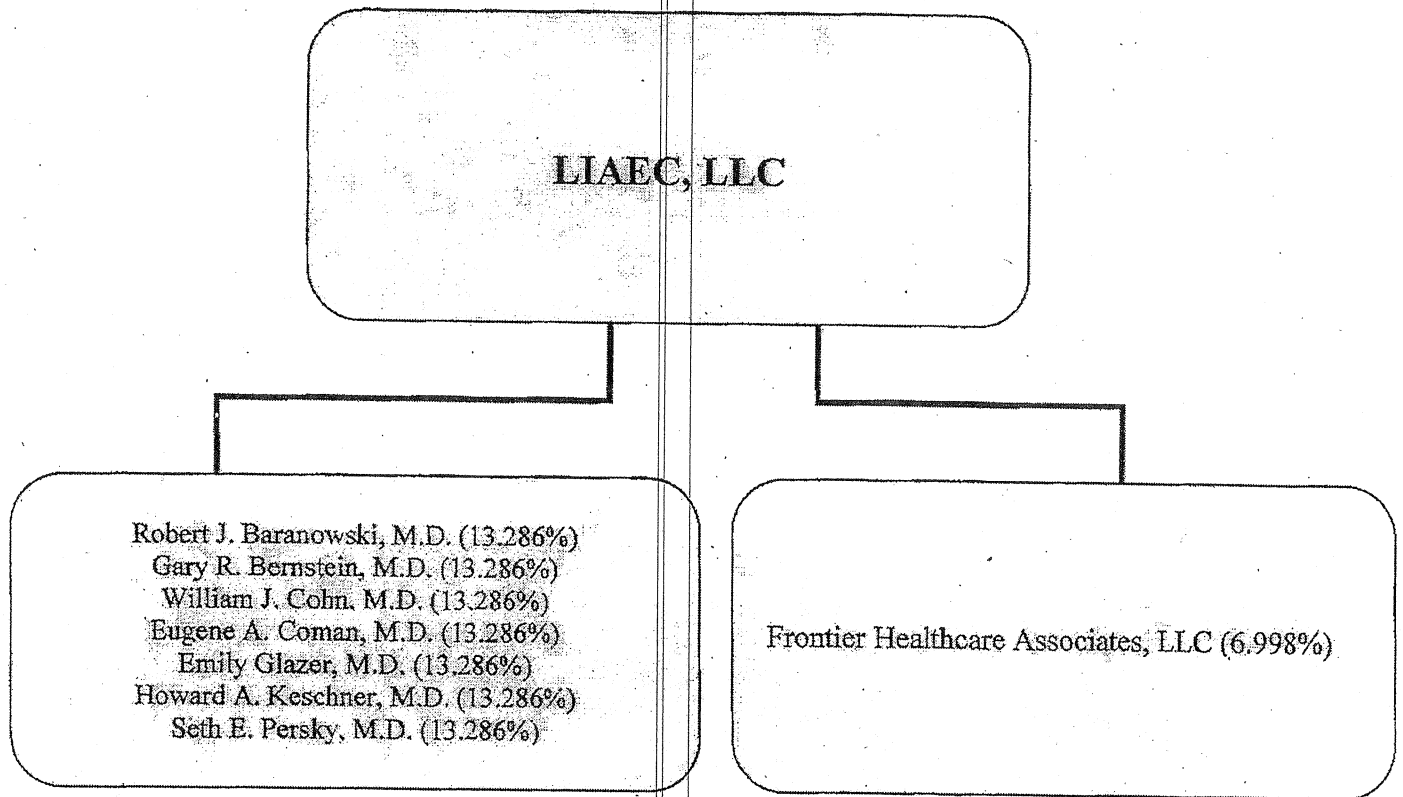 LIAEC, LLC
Robert J. Baranowski, M.D. (13.286%)
Gary R. Bernstein, M.D. (13.286%)
William J. Cohn, M.D. (13.286%)
Eugene A. Coman, M.D. (13.286%)
Emily Glazer, M.D. (13.286%)
Howard A. Keschner, M.D. (13.286%)
Seth E. Persky, M.D. (13.286%)
Frontier Healthcare Associates, LLC (6.998%)